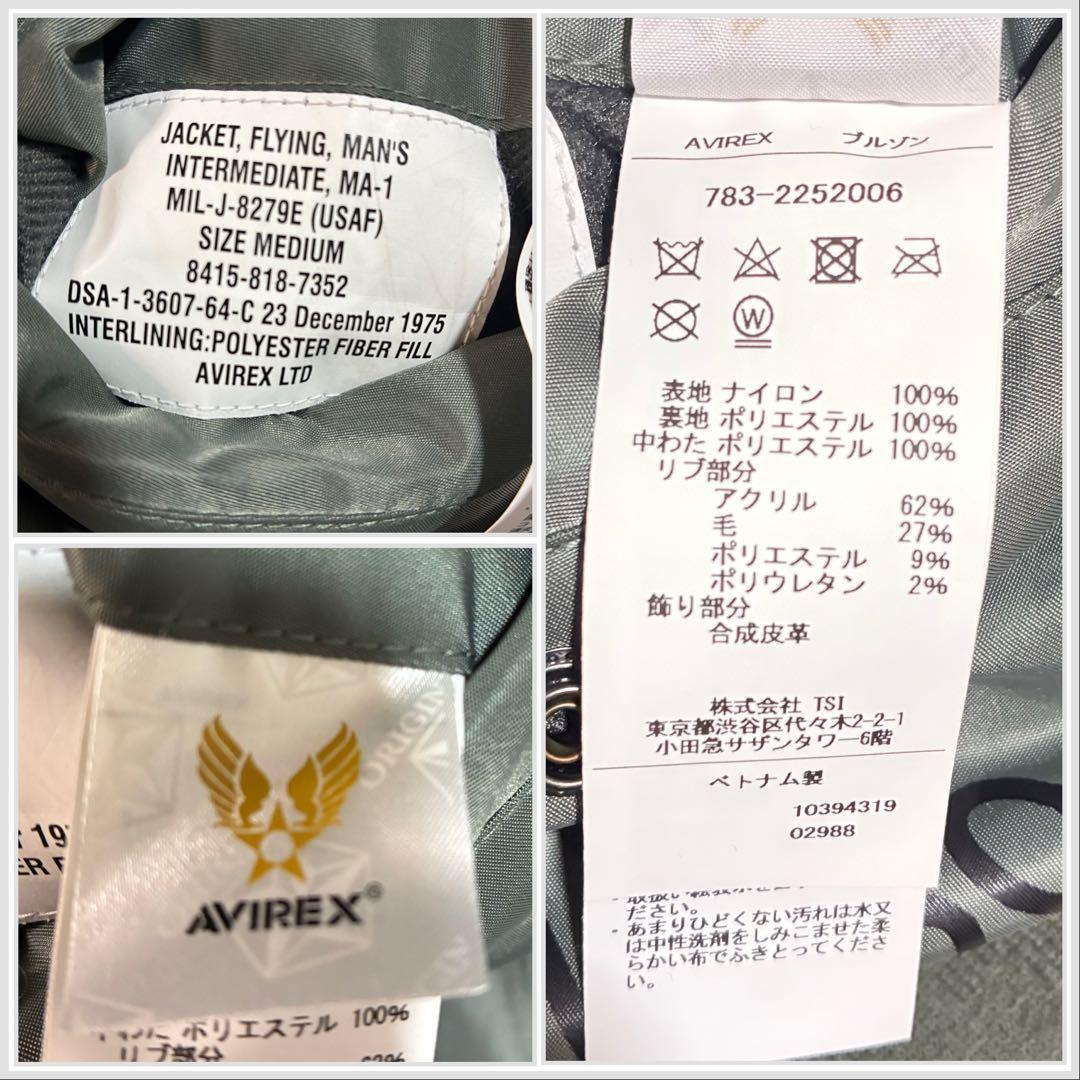 JACKET, FLYING, MAN'S
INTERMEDIATE, MA-1
MIL-J-8279E (USAF)
SIZE MEDIUM
8415-818-7352
DSA-1-3607-64-C 23 December 1975
INTERLINING:POLYESTER FIBER FILL
AVIREX LTD
AVIREX ブルゾン
783-2252006
W
表地 ナイロン 100%
裏地 ポリエステル 100%
中わた ポリエステル 100%
リブ部分
アクリル 62%
毛 27%
ポリエステル 9%
ポリウレタン 2%
飾り部分
合成皮革
株式会社 TSI
東京都渋谷区代々木2-2-1
小田急サザンタワー6階
ベトナム製
10394319
02988
ださい。
・あまりひどくない汚れは水又
は中性洗剤をしみこませた柔
らかい布でふきとってくださ
い。
ORIGIN
AVIREX®
中わた ポリエステル 100%
リブ部分
62%